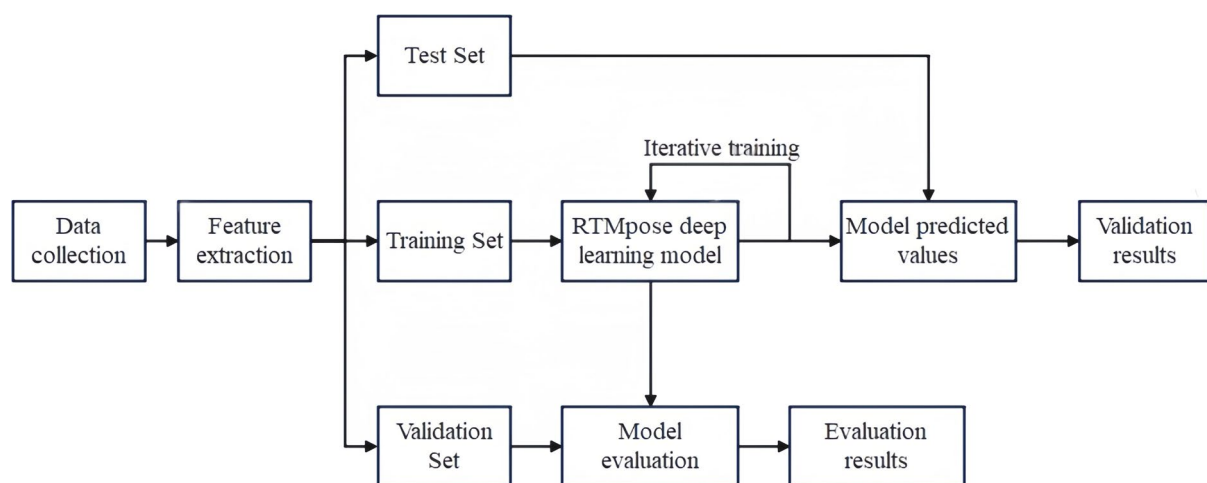 Test Set
Iterative training
Data
collection
Feature
extraction
Training Set
RTMpose deep
learning model
Model predicted
values
Validation
results
Validation
Set
Model
evaluation
Evaluation
results